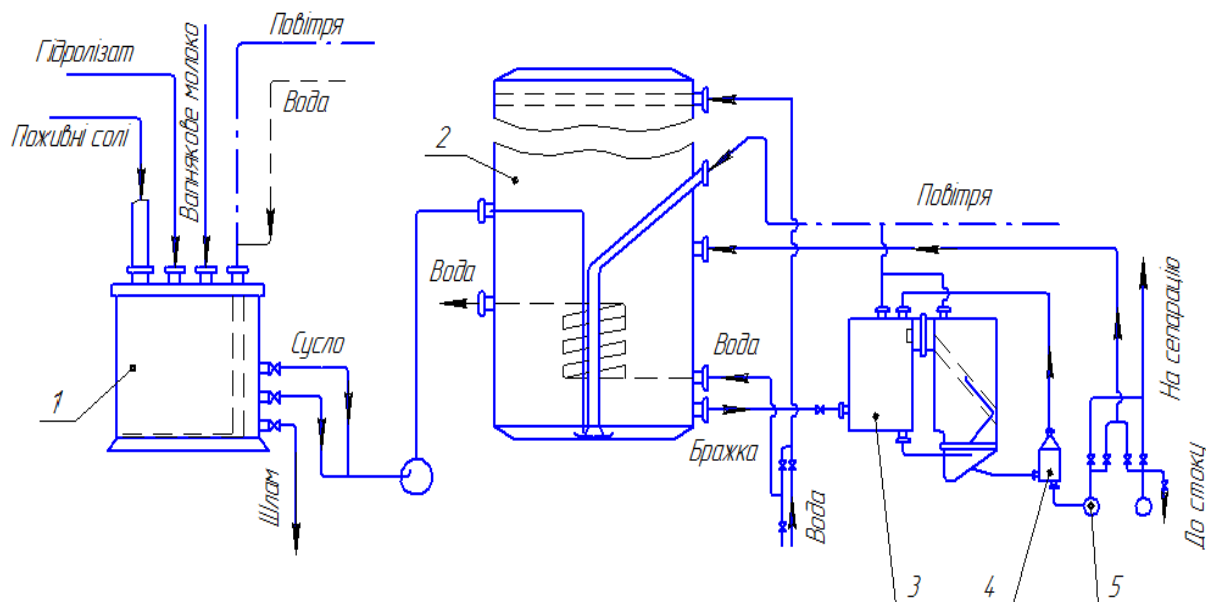 Гідролізат
Поживні солі
Вапнякове молоко
Повітря
Вода
1
Сусло
Шлам
2
Вода
Повітря
Вода
Бражка
Вода
На сепарацію
До стоку
3
4
5